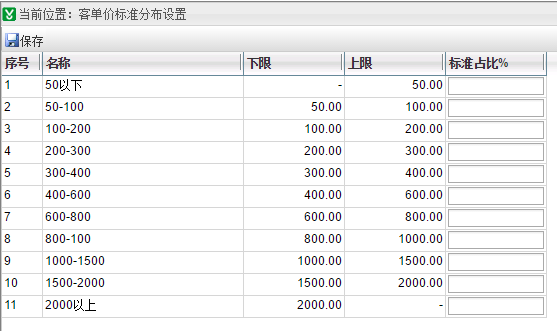 当前位置：客单价标准分布设置
保存
序号 名称 下限 上限 标准占比%
1 50以下 - 50.00
2 50-100 50.00 100.00
3 100-200 100.00 200.00
4 200-300 200.00 300.00
5 300-400 300.00 400.00
6 400-600 400.00 600.00
7 600-800 600.00 800.00
8 800-100 800.00 1000.00
9 1000-1500 1000.00 1500.00
10 1500-2000 1500.00 2000.00
11 2000以上 2000.00 -